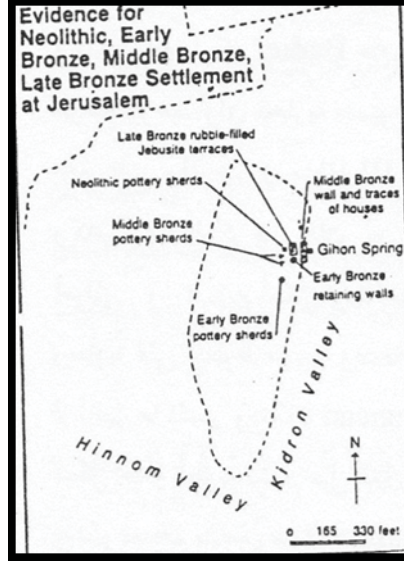 Evidence for
Neolithic, Early
Bronze, Middle Bronze,
Late Bronze Settlement
at Jerusalem
Late Bronze rubble-filled
Jebusite terraces
Neolithic pottery sherds
Middle Bronze
wall and traces
of houses
Middle Bronze
pottery sherds
Gihon Spring
Early Bronze
retaining walls
Early Bronze
pottery sherds
Kidron Valley
Hinnom Valley
N
0 165 330 feet